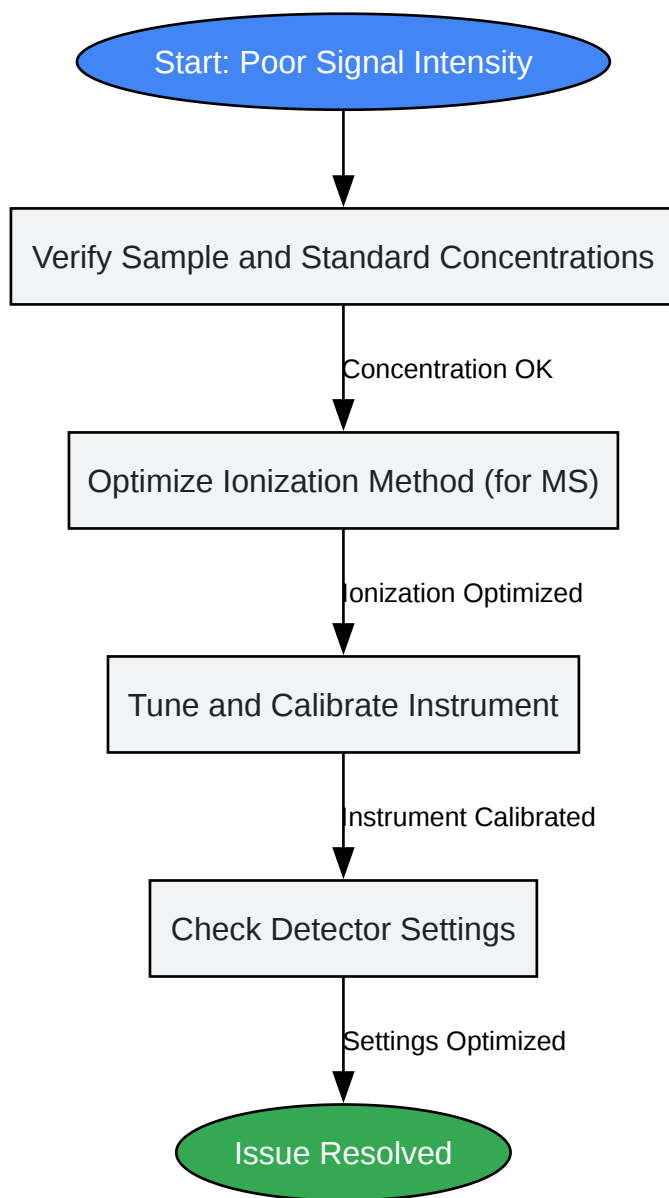 Start: Poor Signal Intensity
Verify Sample and Standard Concentrations
Concentration OK
Optimize Ionization Method (for MS)
Ionization Optimized
Tune and Calibrate Instrument
Instrument Calibrated
Check Detector Settings
Settings Optimized
Issue Resolved